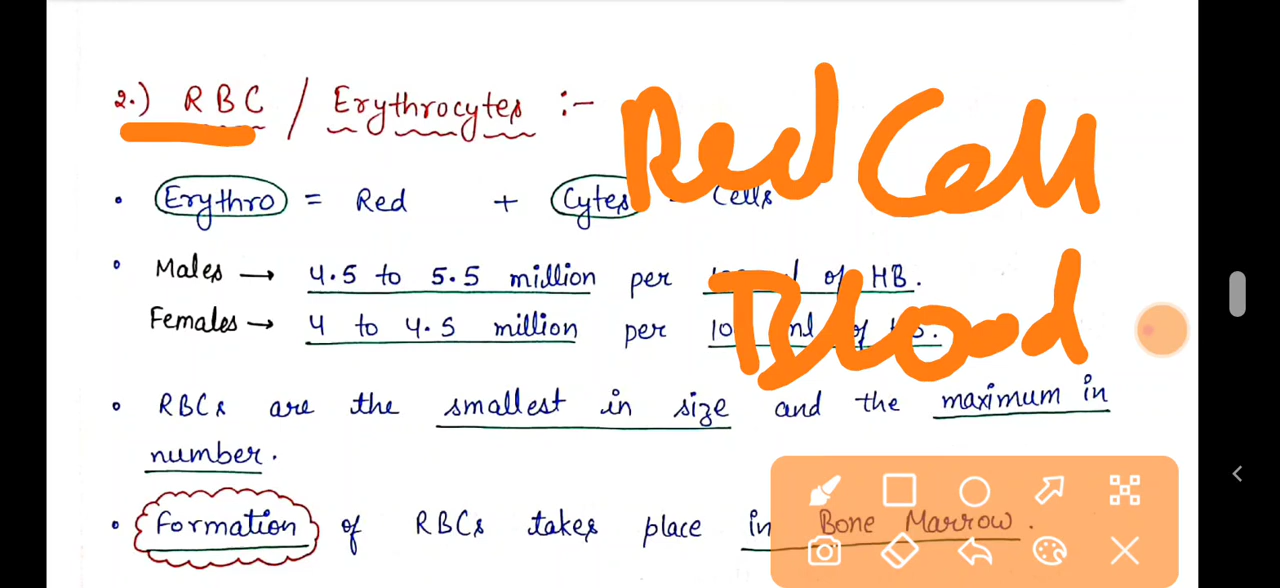 2.) RBC / Erythrocytes :-
Red Cell
• Erythro = Red + Cytes Cells
• Males → 4.5 to 5.5 million per of HB.
Blood
Females → 4 to 4.5 million per
• RBCs are the smallest in size and the maximum in
number.
• Formation of RBCs takes place in Bone Marrow.